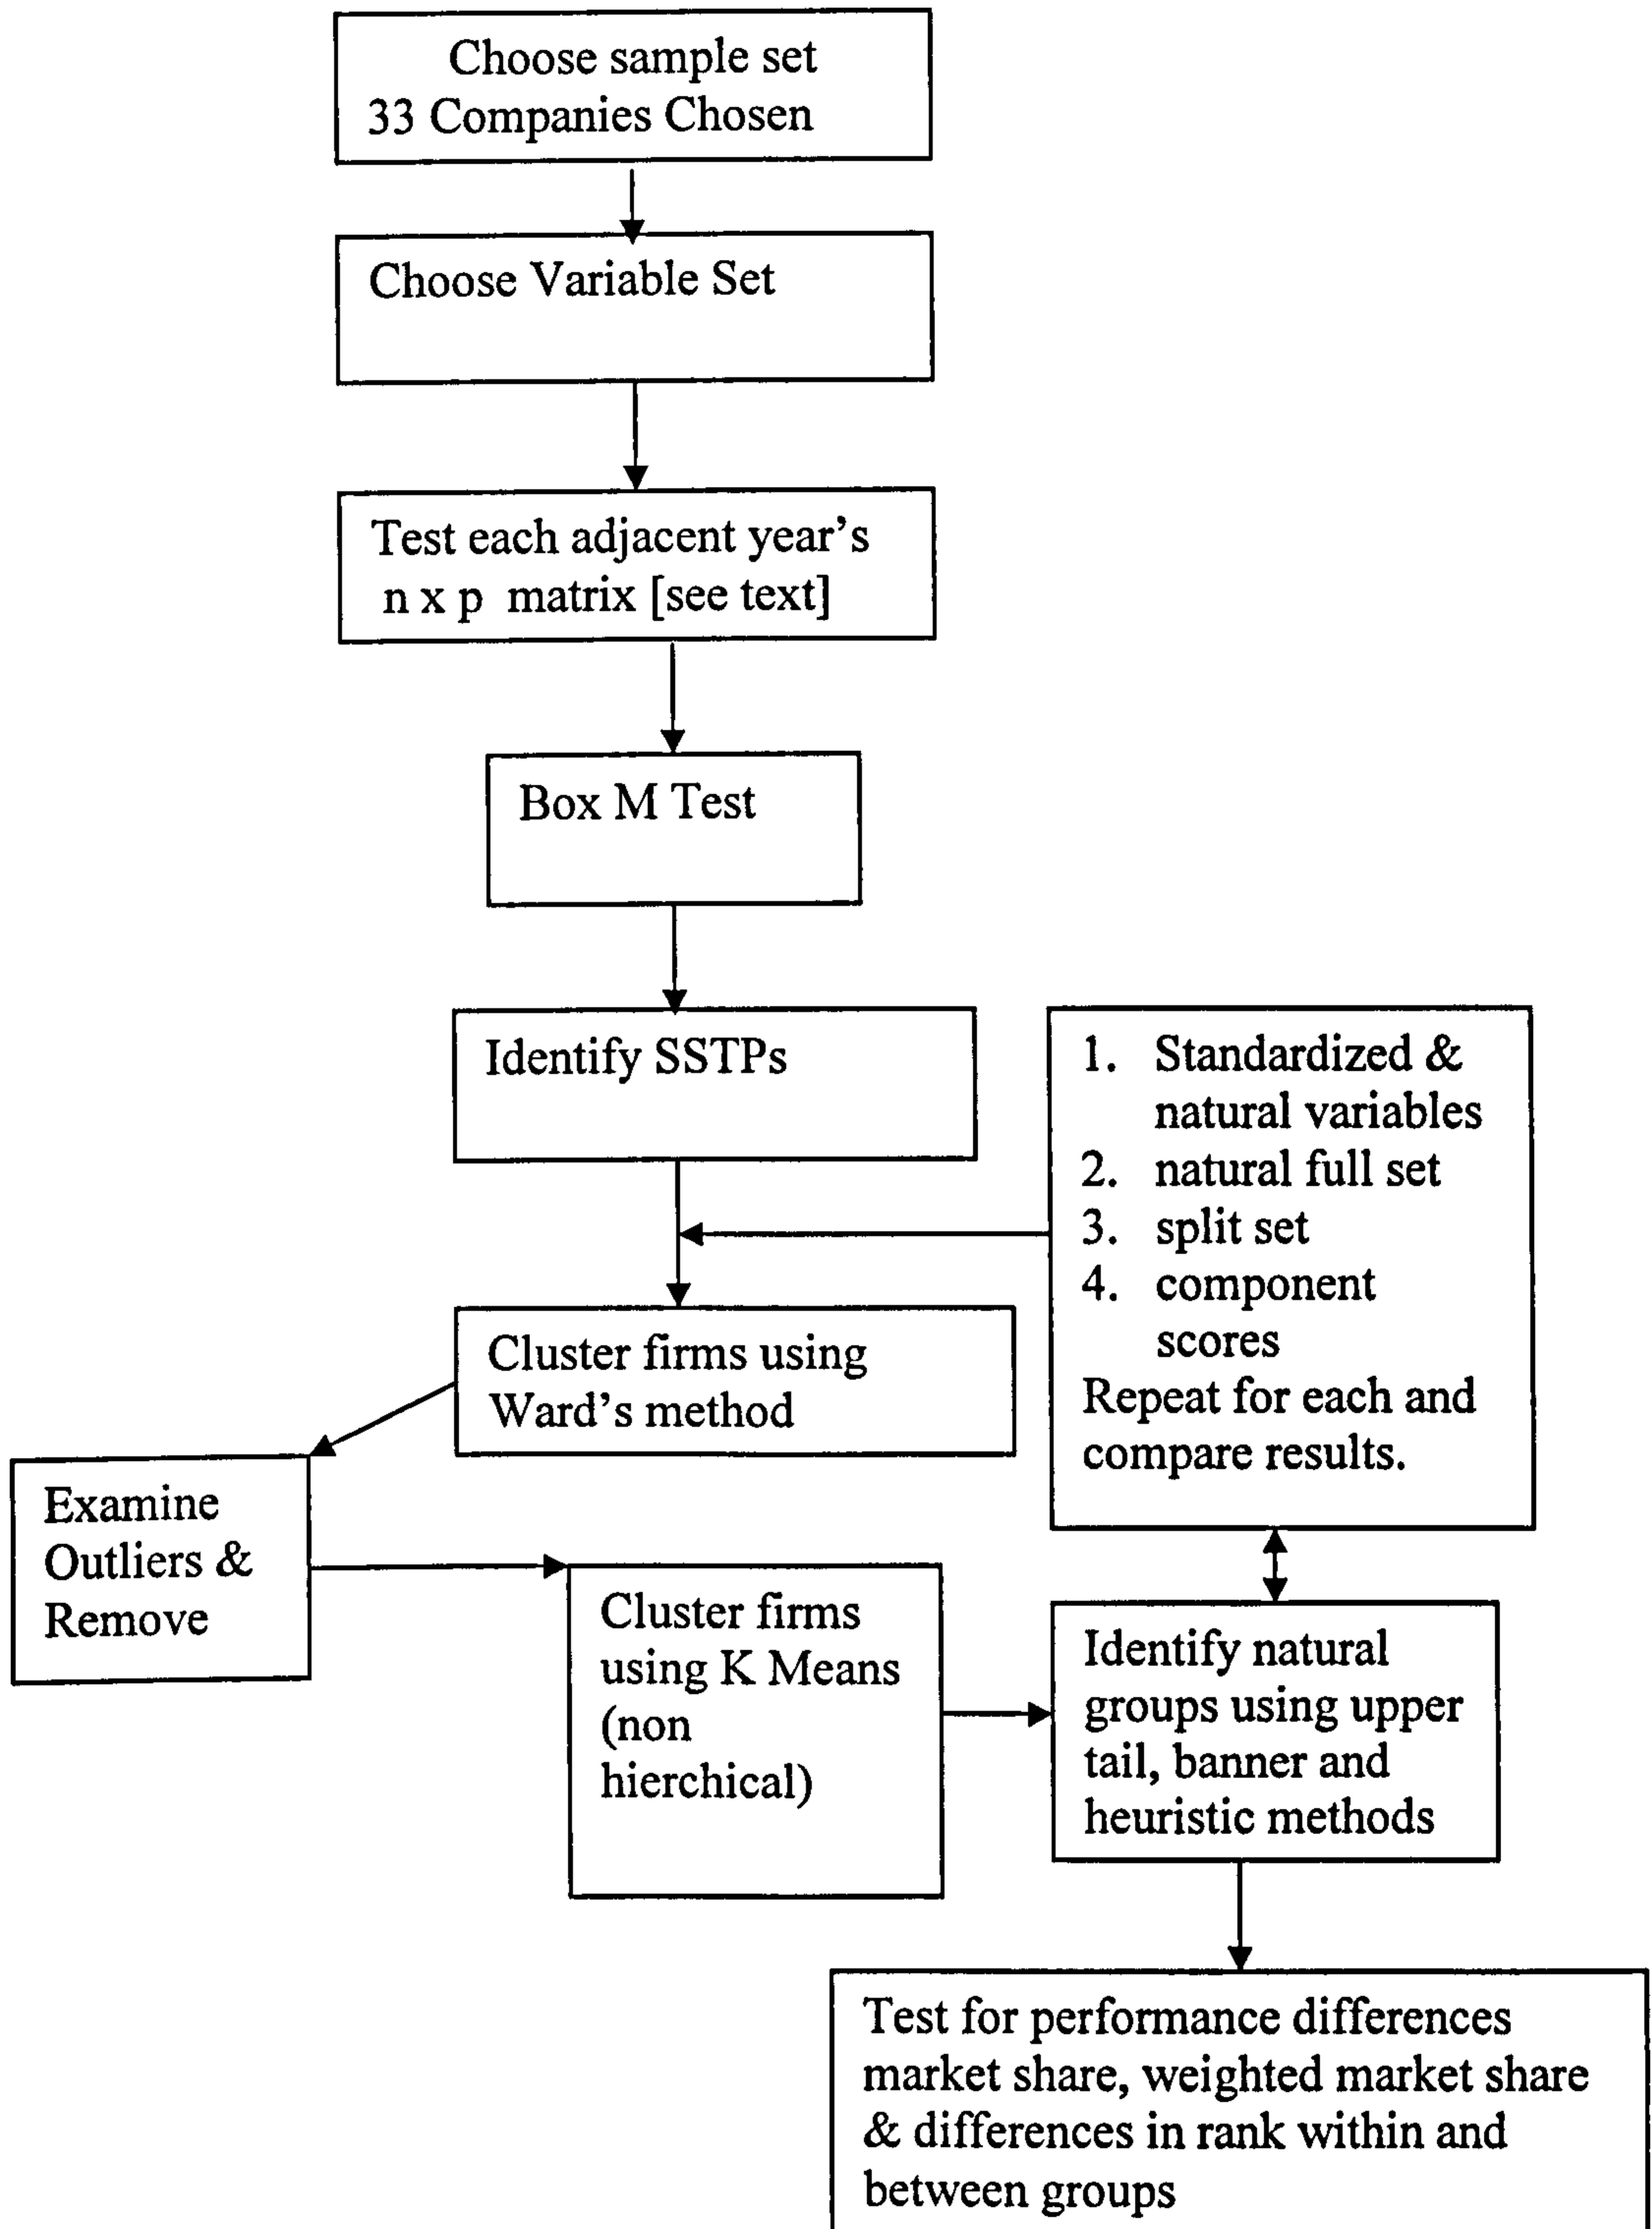 Choose sample set
33 Companies Chosen
Choose Variable Set
Test each adjacent year's
n x p matrix [see text]
Box M Test
Identify SSTPs
1. Standardized &
natural variables
2. natural full set
3. split set
4. component
scores
Repeat for each and
compare results.
Cluster firms using
Ward's method
Examine
Outliers &
Remove
Cluster firms
using K Means
(non
hierchical)
Identify natural
groups using upper
tail, banner and
heuristic methods
Test for performance differences
market share, weighted market share
& differences in rank within and
between groups